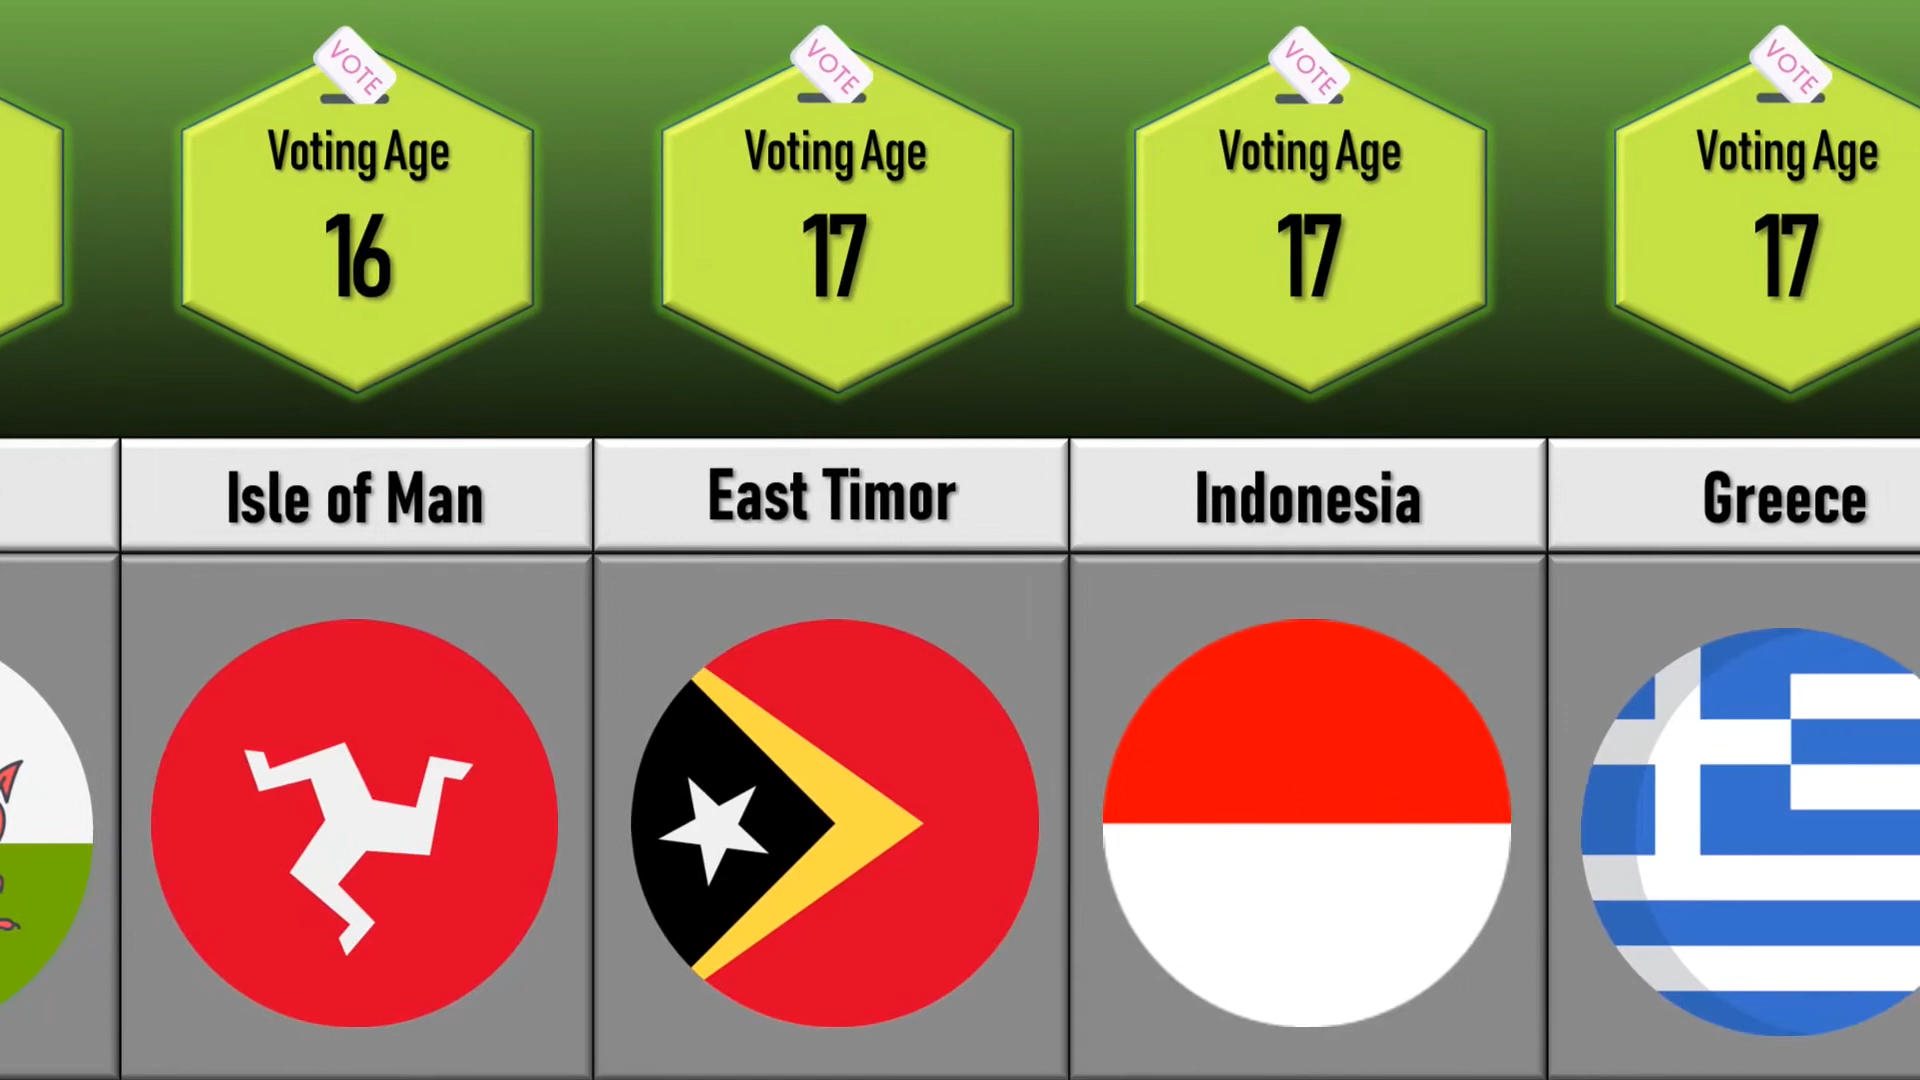 VOTE
Voting Age
16
Isle of Man
VOTE
Voting Age
17
East Timor
VOTE
Voting Age
17
Indonesia
VOTE
Voting Age
17
Greece